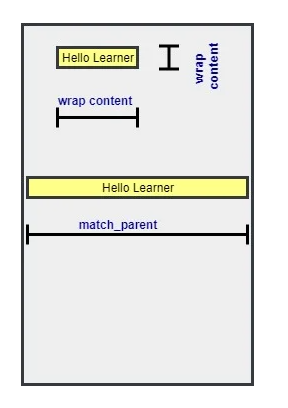 Hello Learner
wrap
content
wrap content
Hello Learner
match_parent